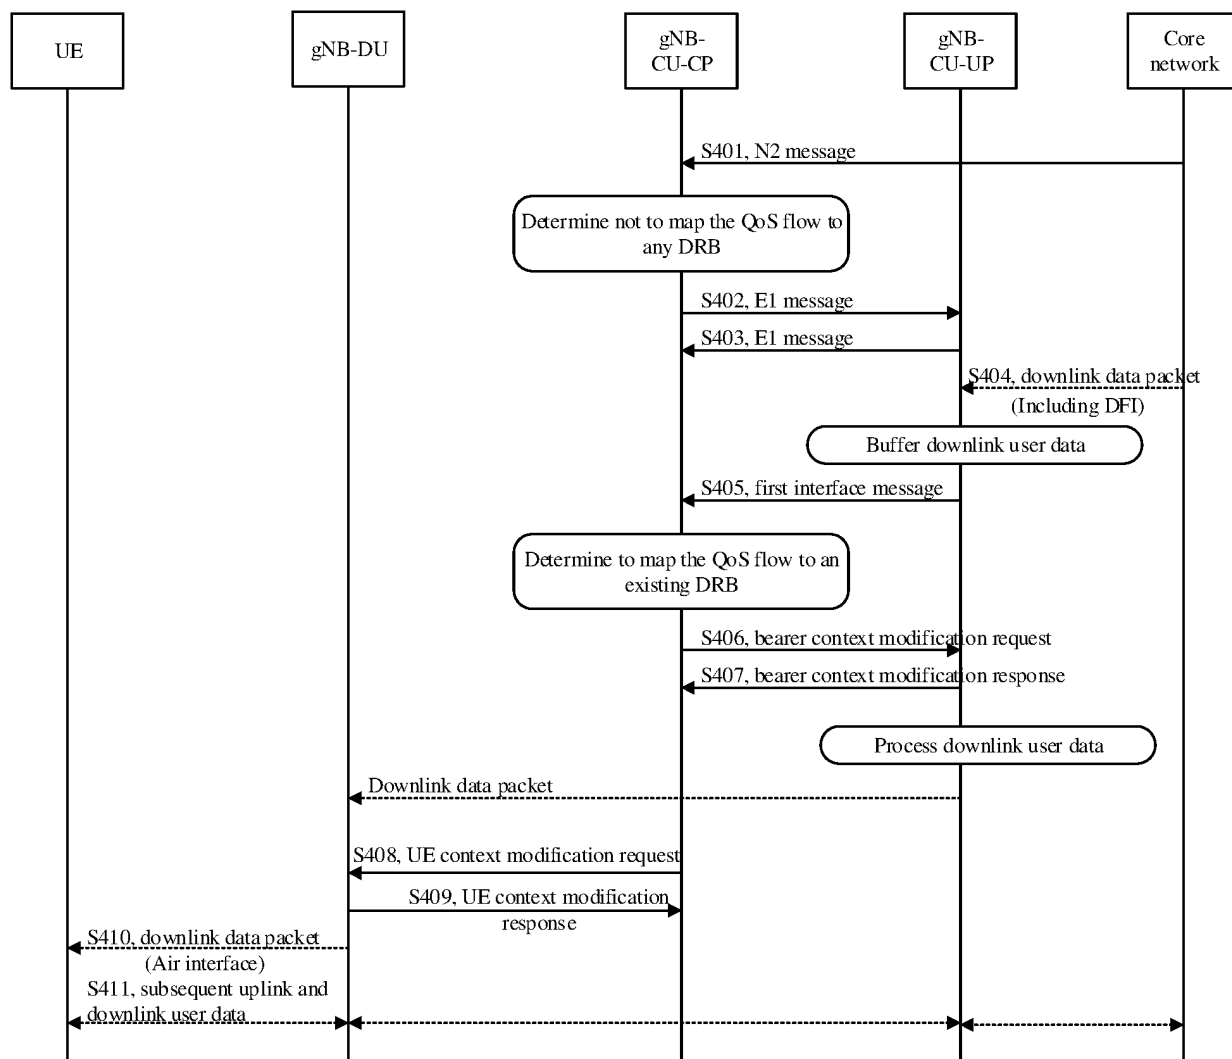 UE
gNB-DU
gNB-
CU-CP
gNB-
CU-UP
Core
network
S401, N2 message
Determine not to map the QoS flow to
any DRB
S402, E1 message
S403, E1 message
S404, downlink data packet
(Including DFI)
Buffer downlink user data
S405, first interface message
Determine to map the QoS flow to an
existing DRB
S406, bearer context modification request
S407, bearer context modification response
Process downlink user data
Downlink data packet
S408, UE context modification request
S409, UE context modification
response
S410, downlink data packet
(Air interface)
S411, subsequent uplink and
downlink user data